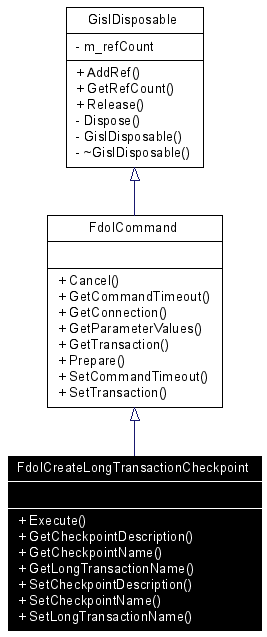 GisIDisposable
- m_refCount
+ AddRef()
+ GetRefCount()
+ Release()
- Dispose()
- GisIDisposable()
- ~GisIDisposable()
FdoICommand
+ Cancel()
+ GetCommandTimeout()
+ GetConnection()
+ GetParameterValues()
+ GetTransaction()
+ Prepare()
+ SetCommandTimeout()
+ SetTransaction()
FdoICreateLongTransactionCheckpoint
+ Execute()
+ GetCheckpointDescription()
+ GetCheckpointName()
+ GetLongTransactionName()
+ SetCheckpointDescription()
+ SetCheckpointName()
+ SetLongTransactionName()